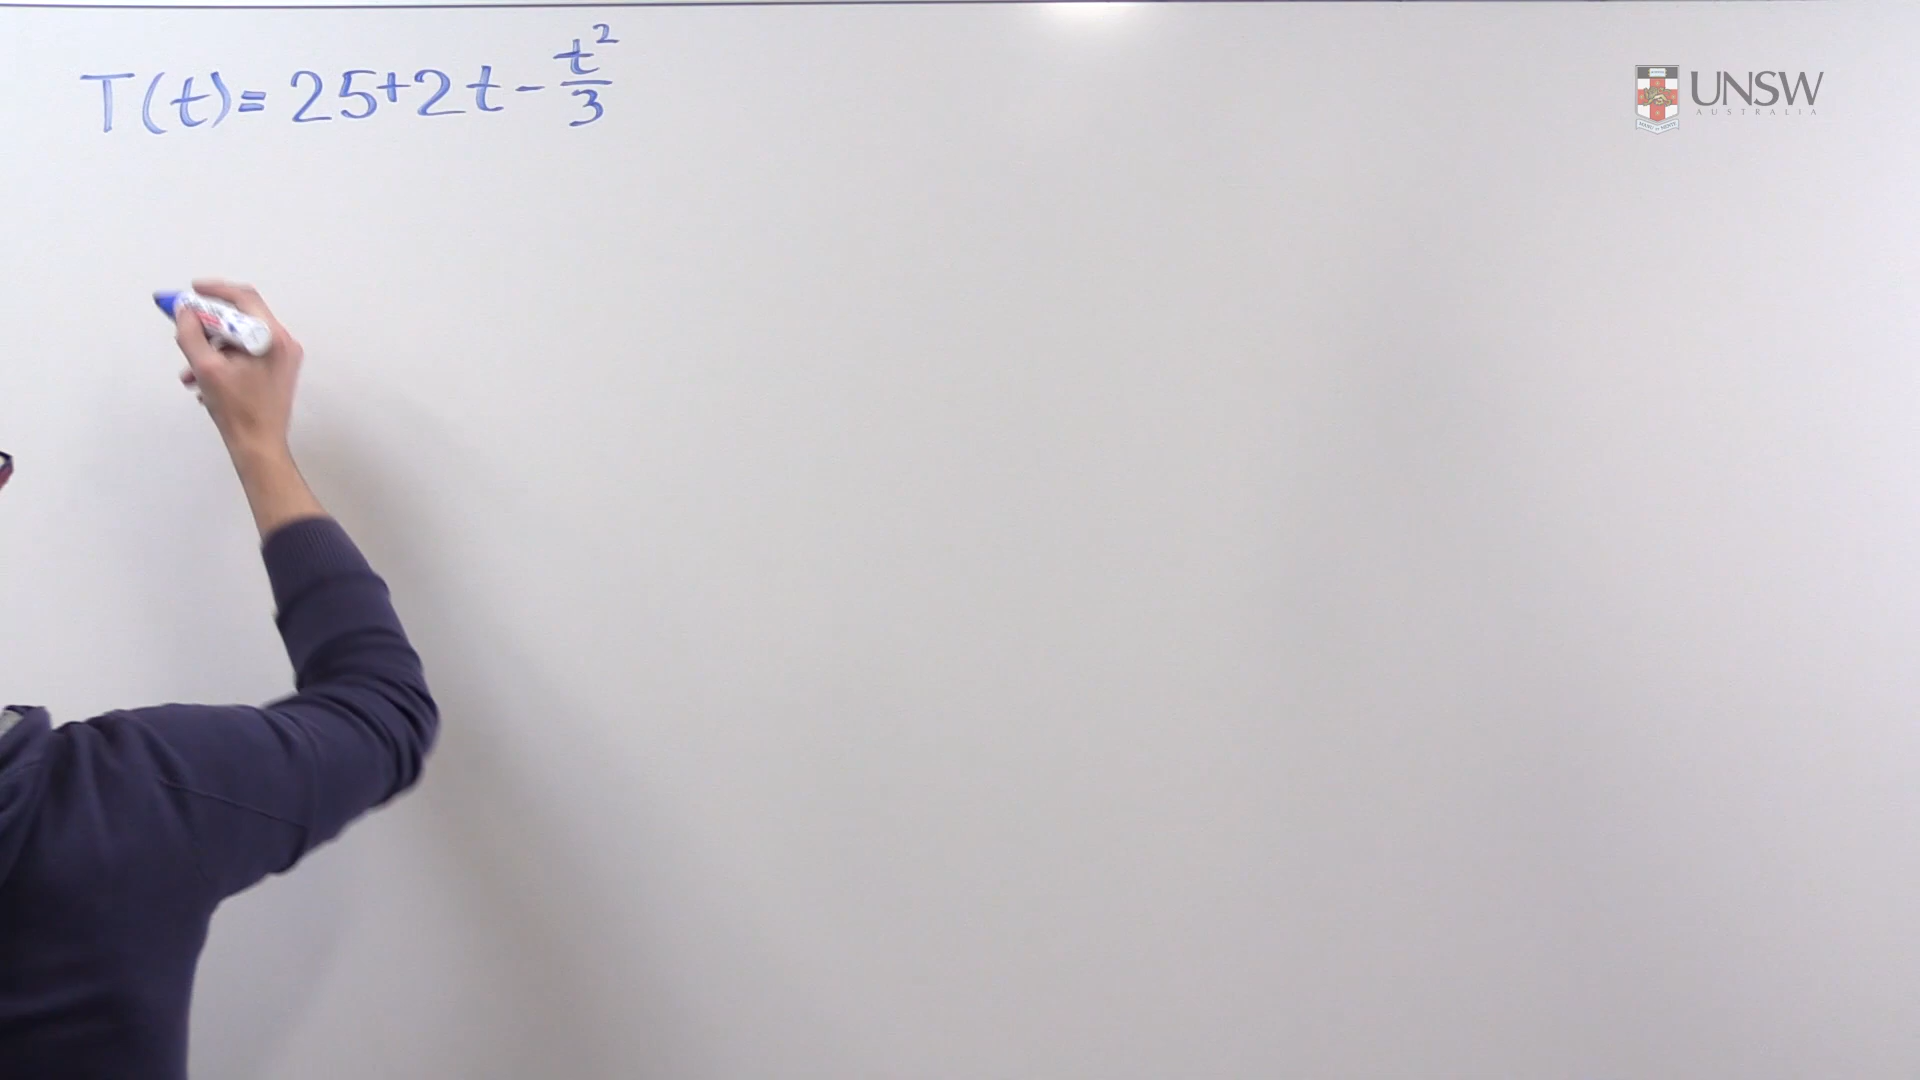 T(t) = 25+2t - t²/3
UNSW
AUSTRALIA